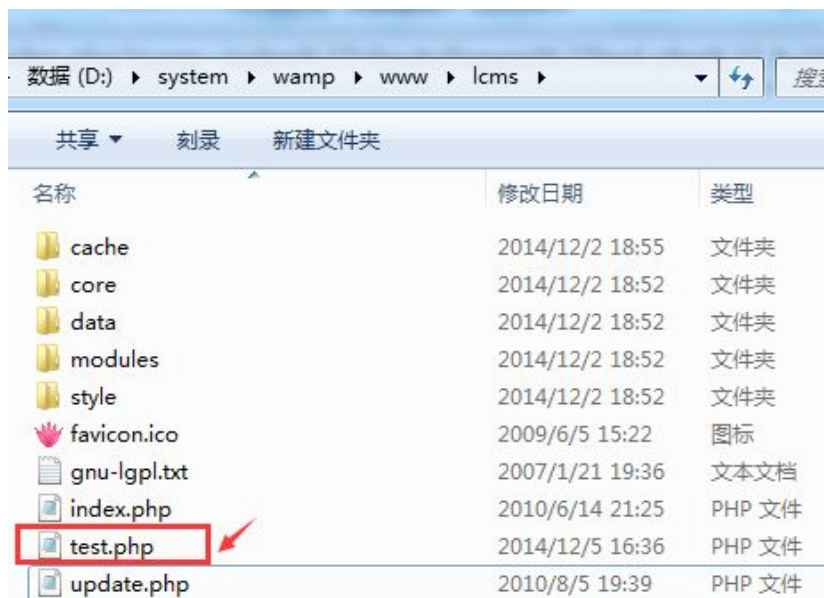 数据 (D:) system wamp www lcms
共享 刻录 新建文件夹
名称 修改日期 类型
cache 2014/12/2 18:55 文件夹
core 2014/12/2 18:52 文件夹
data 2014/12/2 18:52 文件夹
modules 2014/12/2 18:52 文件夹
style 2014/12/2 18:52 文件夹
favicon.ico 2009/6/5 15:22 图标
gnu-lgpl.txt 2007/1/21 19:36 文本文档
index.php 2010/6/14 21:25 PHP 文件
test.php 2014/12/5 16:36 PHP 文件
update.php 2010/8/5 19:39 PHP 文件